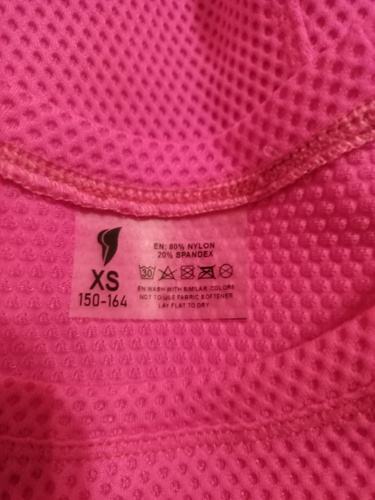 XS
150-164
EN: 80% NYLON
20% SPANDEX
30
EN WASH WITH SIMILAR COLORS
NOT TO USE FABRIC SOFTENER
LAY FLAT TO DRY